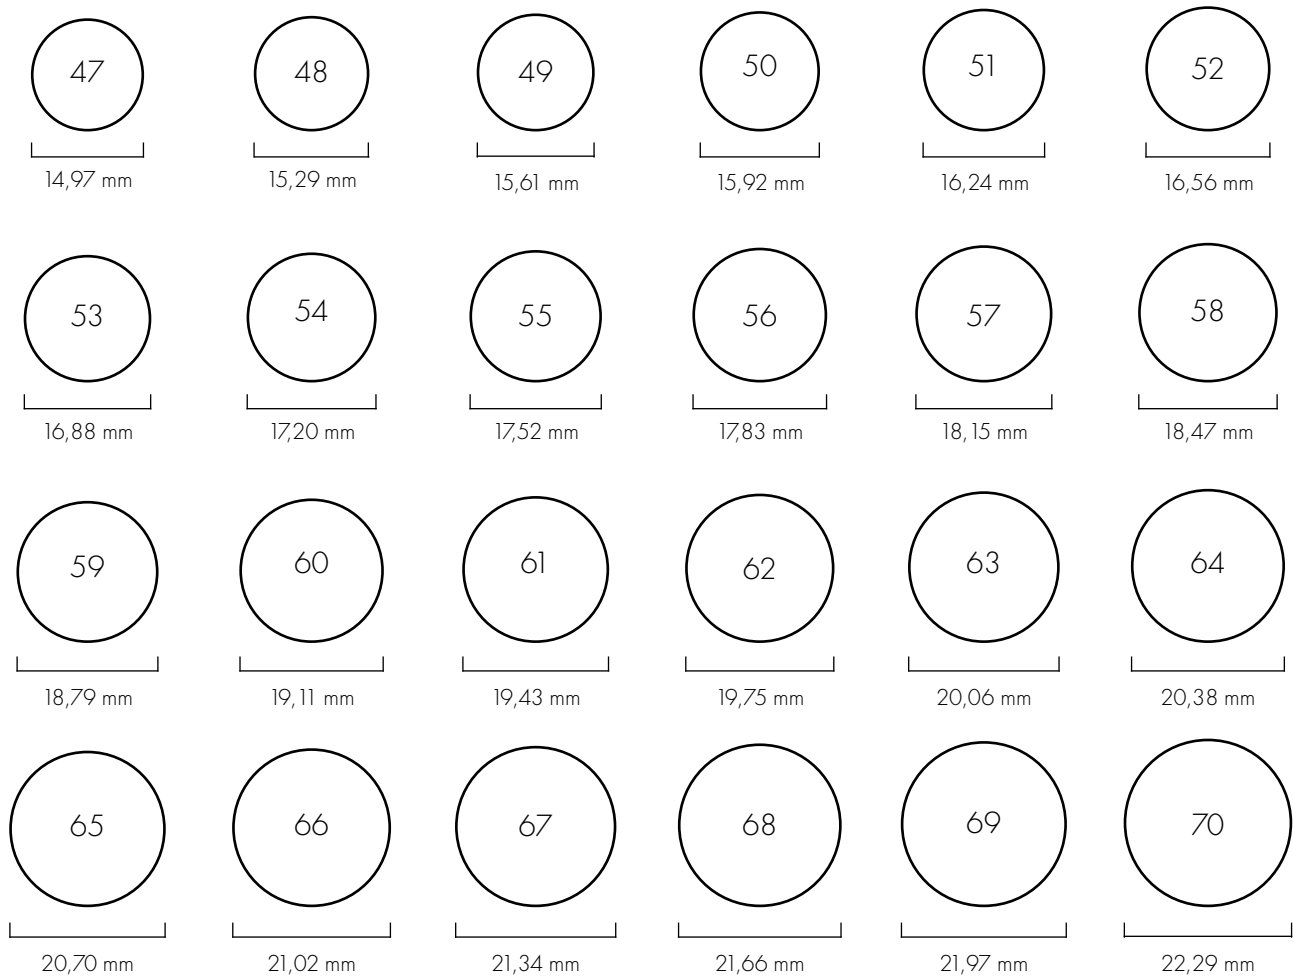 47 48 49 50 51 52
14,97 mm 15,29 mm 15,61 mm 15,92 mm 16,24 mm 16,56 mm
53 54 55 56 57 58
16,88 mm 17,20 mm 17,52 mm 17,83 mm 18,15 mm 18,47 mm
59 60 61 62 63 64
18,79 mm 19,11 mm 19,43 mm 19,75 mm 20,06 mm 20,38 mm
65 66 67 68 69 70
20,70 mm 21,02 mm 21,34 mm 21,66 mm 21,97 mm 22,29 mm